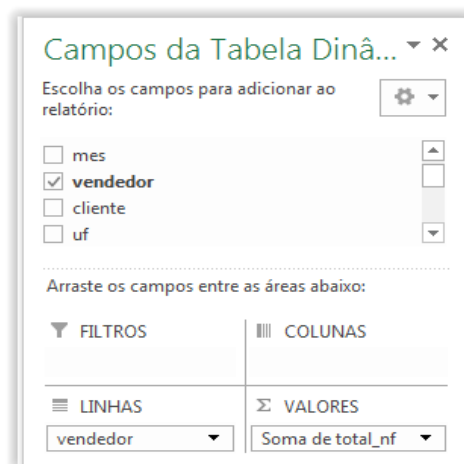 Campos da Tabela Dinâ...
Escolha os campos para adicionar ao
relatório:
mes
vendedor
cliente
uf
Arraste os campos entre as áreas abaixo:
FILTROS
COLUNAS
LINHAS
Σ VALORES
vendedor
Soma de total_nf